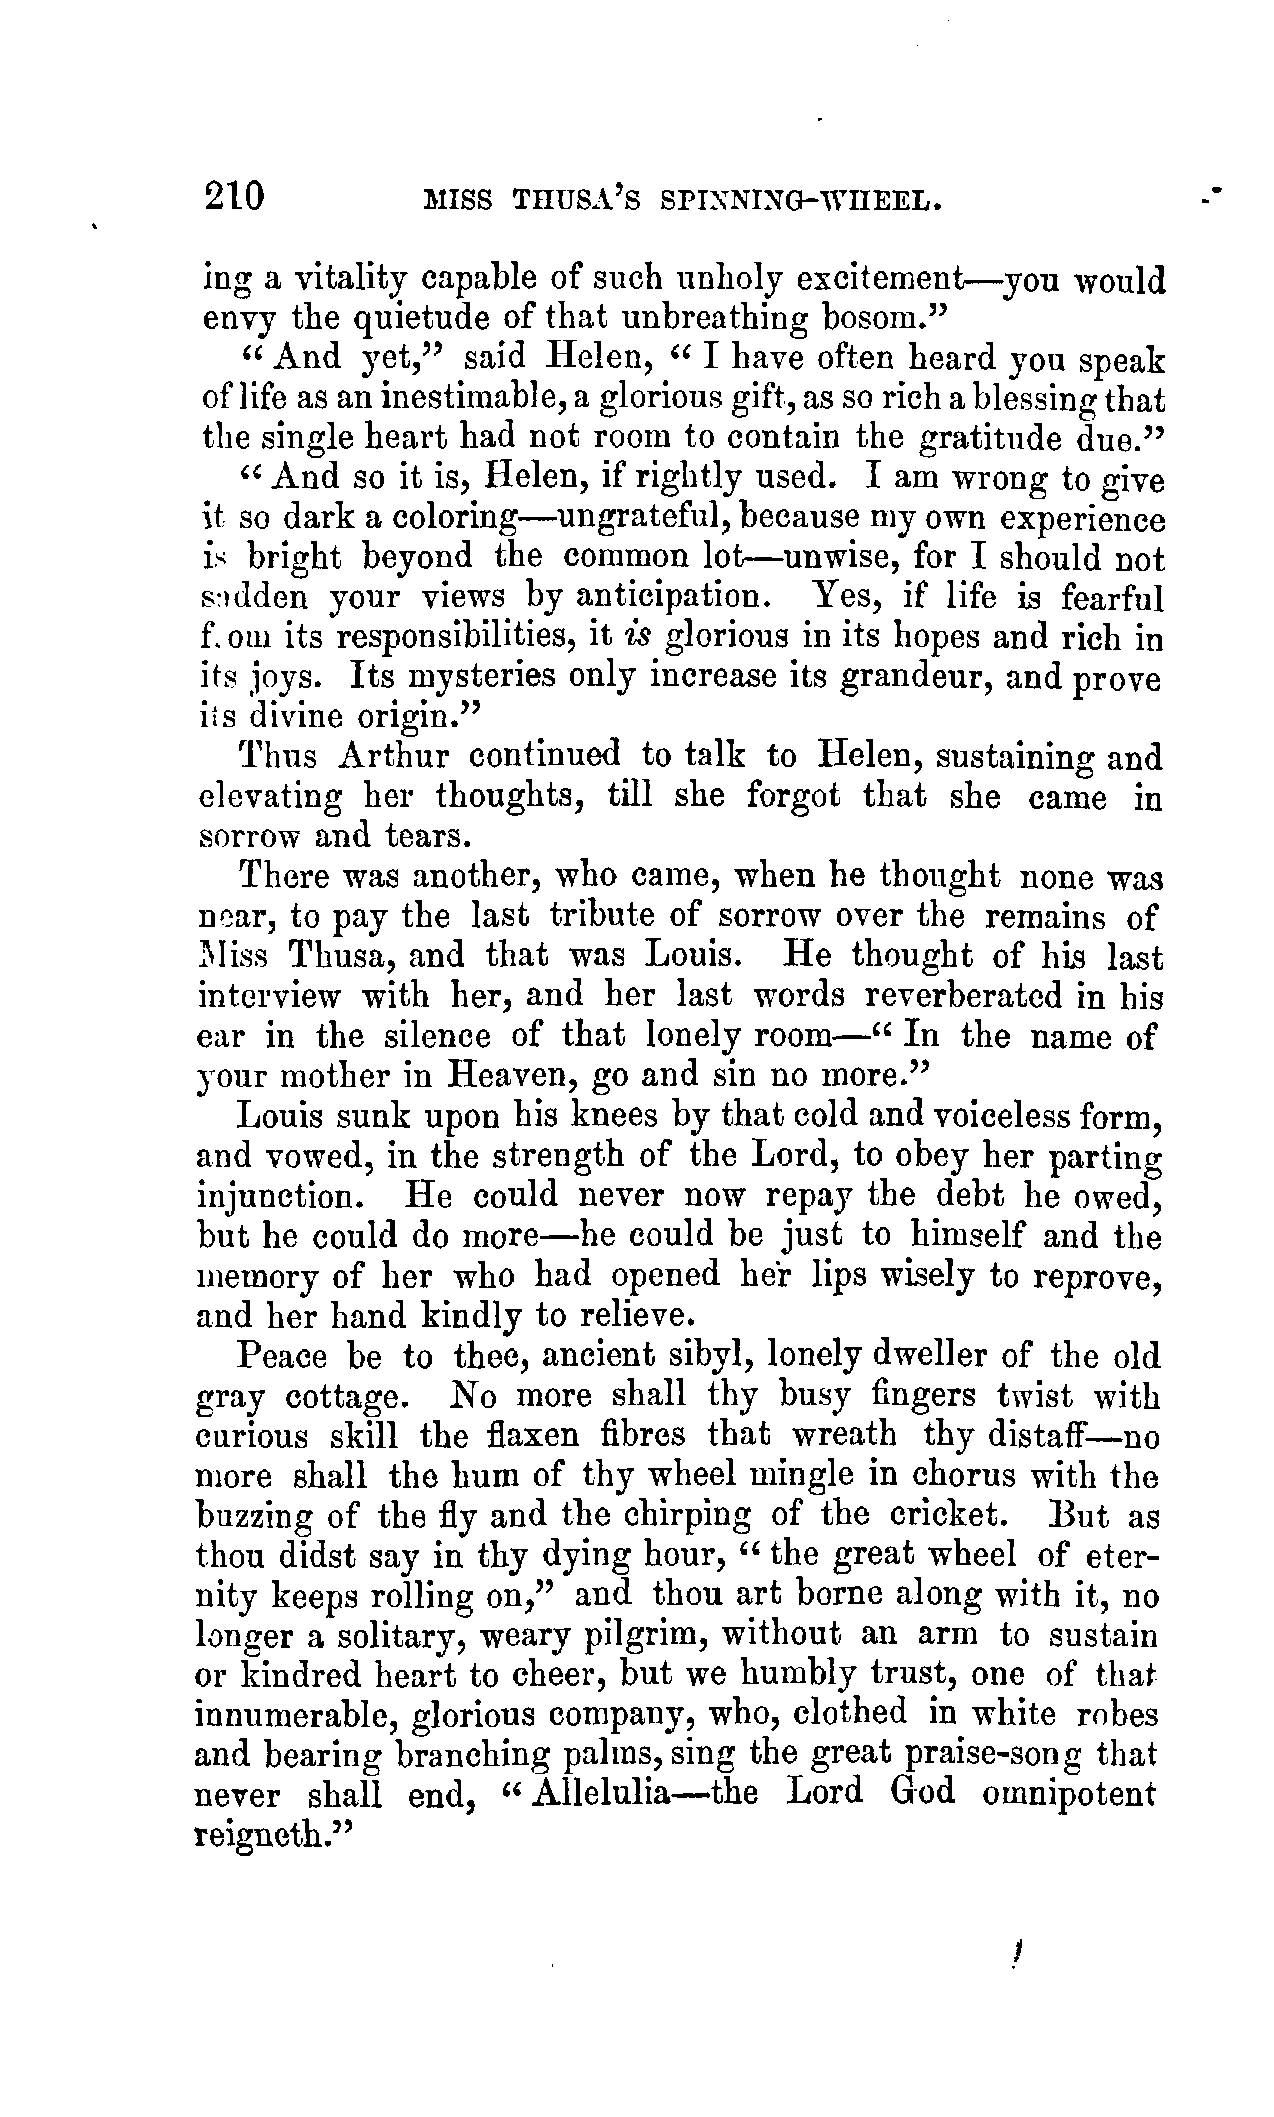 210 MISS THUSA'S SPINNING-WHEEL.
ing a vitality capable of such unholy excitement—you would
envy the quietude of that unbreathing bosom."
"And yet," said Helen, "I have often heard you speak
of life as an inestimable, a glorious gift, as so rich a blessing that
the single heart had not room to contain the gratitude due."
"And so it is, Helen, if rightly used. I am wrong to give
it so dark a coloring—ungrateful, because my own experience
is bright beyond the common lot—unwise, for I should not
sadden your views by anticipation. Yes, if life is fearful
from its responsibilities, it is glorious in its hopes and rich in
its joys. Its mysteries only increase its grandeur, and prove
its divine origin."
Thus Arthur continued to talk to Helen, sustaining and
elevating her thoughts, till she forgot that she came in
sorrow and tears.
There was another, who came, when he thought none was
near, to pay the last tribute of sorrow over the remains of
Miss Thusa, and that was Louis. He thought of his last
interview with her, and her last words reverberated in his
ear in the silence of that lonely room—"In the name of
your mother in Heaven, go and sin no more."
Louis sunk upon his knees by that cold and voiceless form,
and vowed, in the strength of the Lord, to obey her parting
injunction. He could never now repay the debt he owed,
but he could do more—he could be just to himself and the
memory of her who had opened her lips wisely to reprove,
and her hand kindly to relieve.
Peace be to thee, ancient sibyl, lonely dweller of the old
gray cottage. No more shall thy busy fingers twist with
curious skill the flaxen fibres that wreath thy distaff—no
more shall the hum of thy wheel mingle in chorus with the
buzzing of the fly and the chirping of the cricket. But as
thou didst say in thy dying hour, "the great wheel of eter-
nity keeps rolling on," and thou art borne along with it, no
longer a solitary, weary pilgrim, without an arm to sustain
or kindred heart to cheer, but we humbly trust, one of that
innumerable, glorious company, who, clothed in white robes
and bearing branching palms, sing the great praise-song that
never shall end, "Allelulia—the Lord God omnipotent
reigneth."